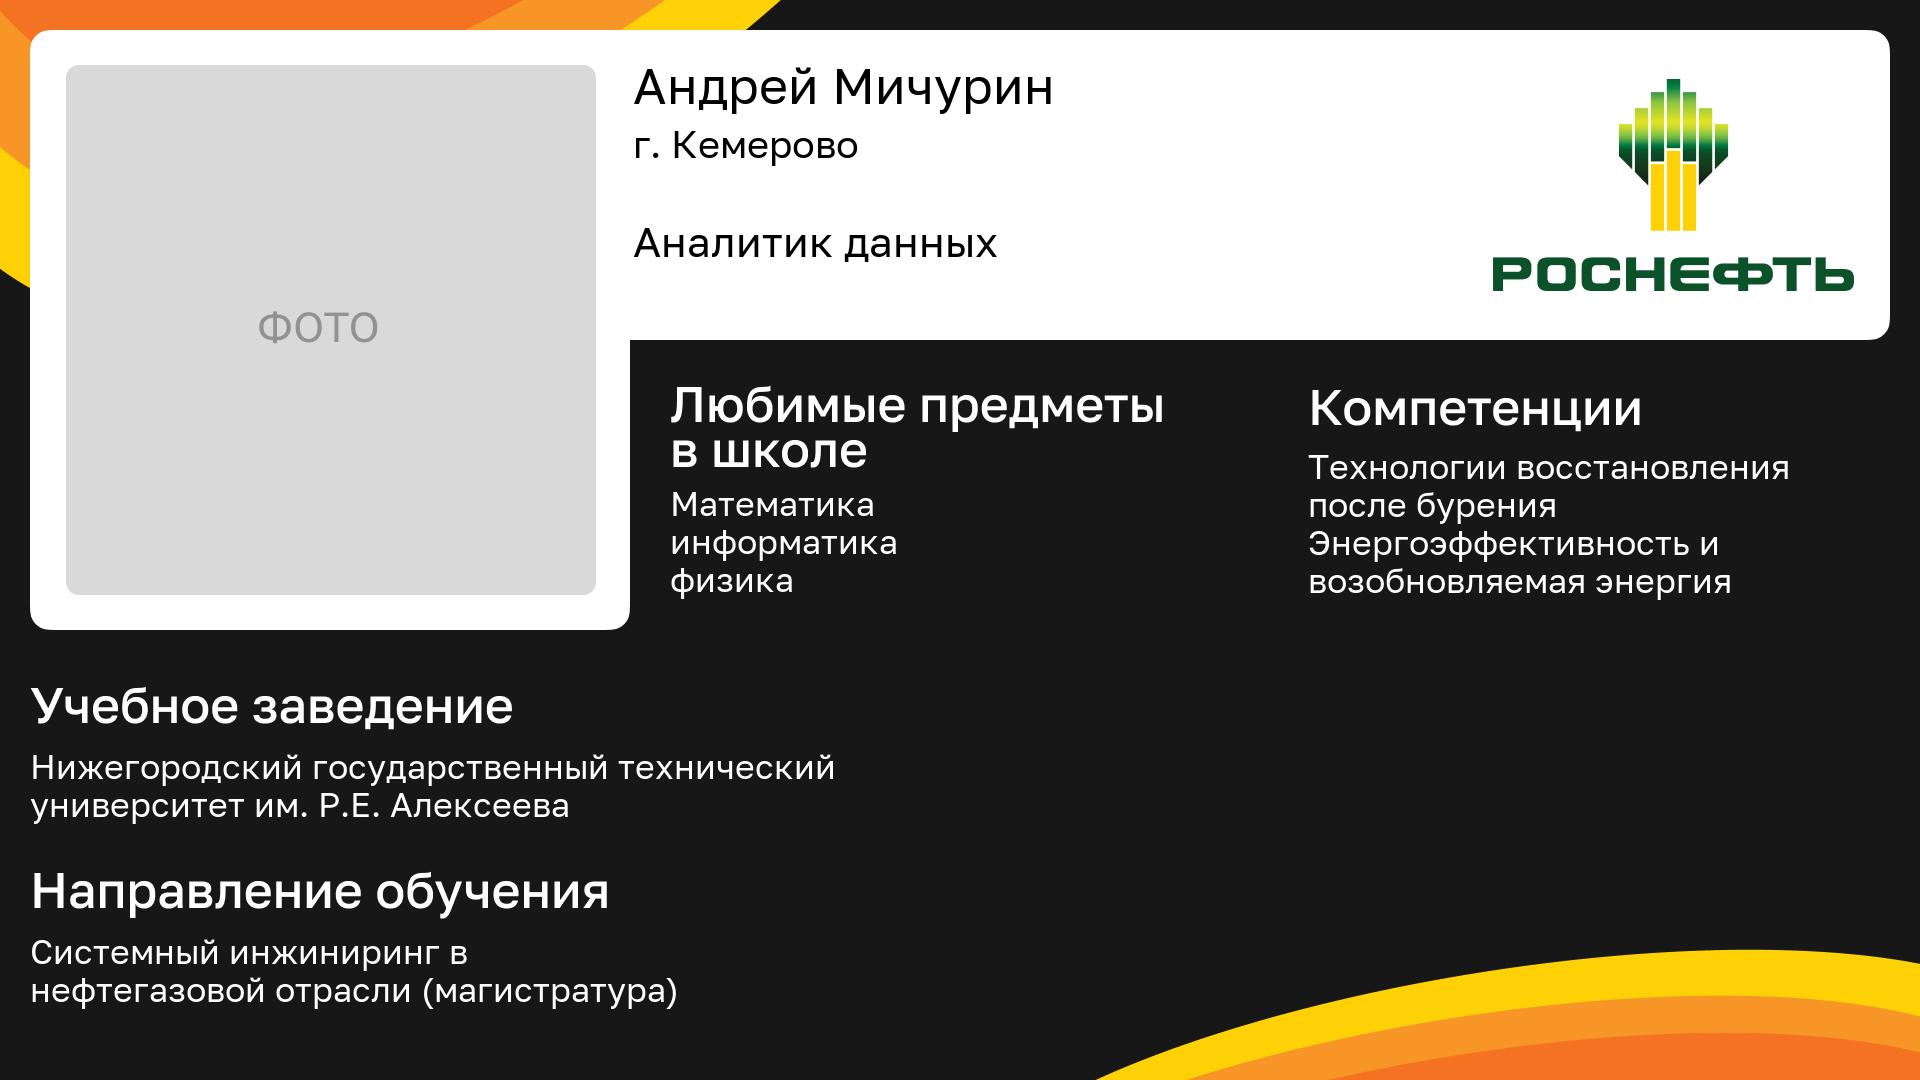 Андрей Мичурин
г. Кемерово
Аналитик данных
РОСНЕФТЬ
ФОТО
Любимые предметы
в школе
Математика
информатика
физика
Компетенции
Технологии восстановления
после бурения
Энергоэффективность и
возобновляемая энергия
Учебное заведение
Нижегородский государственный технический
университет им. Р.Е. Алексеева
Направление обучения
Системный инжиниринг в
нефтегазовой отрасли (магистратура)